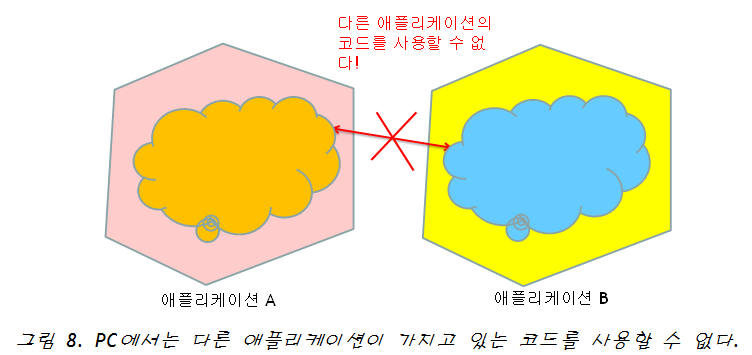 다른 애플리케이션의
코드를 사용할 수 없
다!
애플리케이션 A
애플리케이션 B
그림 8. PC에서는 다른 애플리케이션이 가지고 있는 코드를 사용할 수 없다.